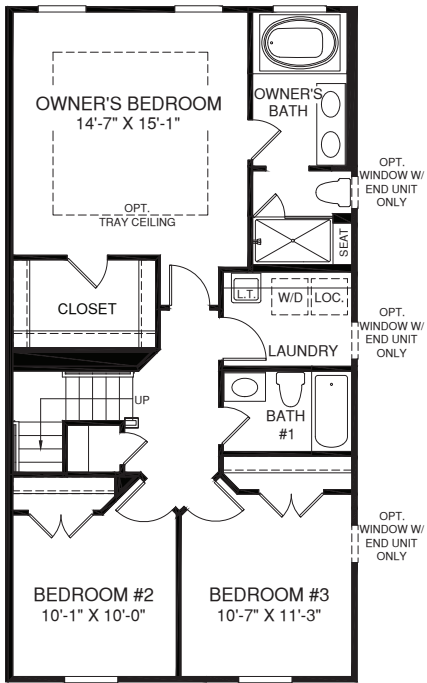 OWNER'S BEDROOM
14'-7" X 15'-1"
OPT.
TRAY CEILING
OWNER'S
BATH
OPT.
WINDOW W/
END UNIT
ONLY
SEAT
CLOSET
L.T.
W/D
LOC.
LAUNDRY
OPT.
WINDOW W/
END UNIT
ONLY
UP
BATH
#1
OPT.
WINDOW W/
END UNIT
ONLY
BEDROOM #2
10'-1" X 10'-0"
BEDROOM #3
10'-7" X 11'-3"